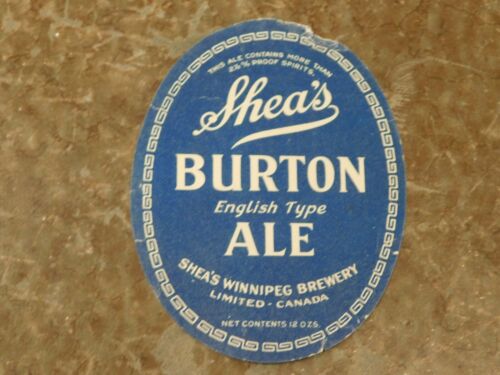 THIS ALE CONTAINS MORE THAN
2½% PROOF SPIRITS.
Shea's
BURTON
English Type
ALE
SHEA'S WINNIPEG BREWERY
LIMITED - CANADA
NET CONTENTS 12 OZS.